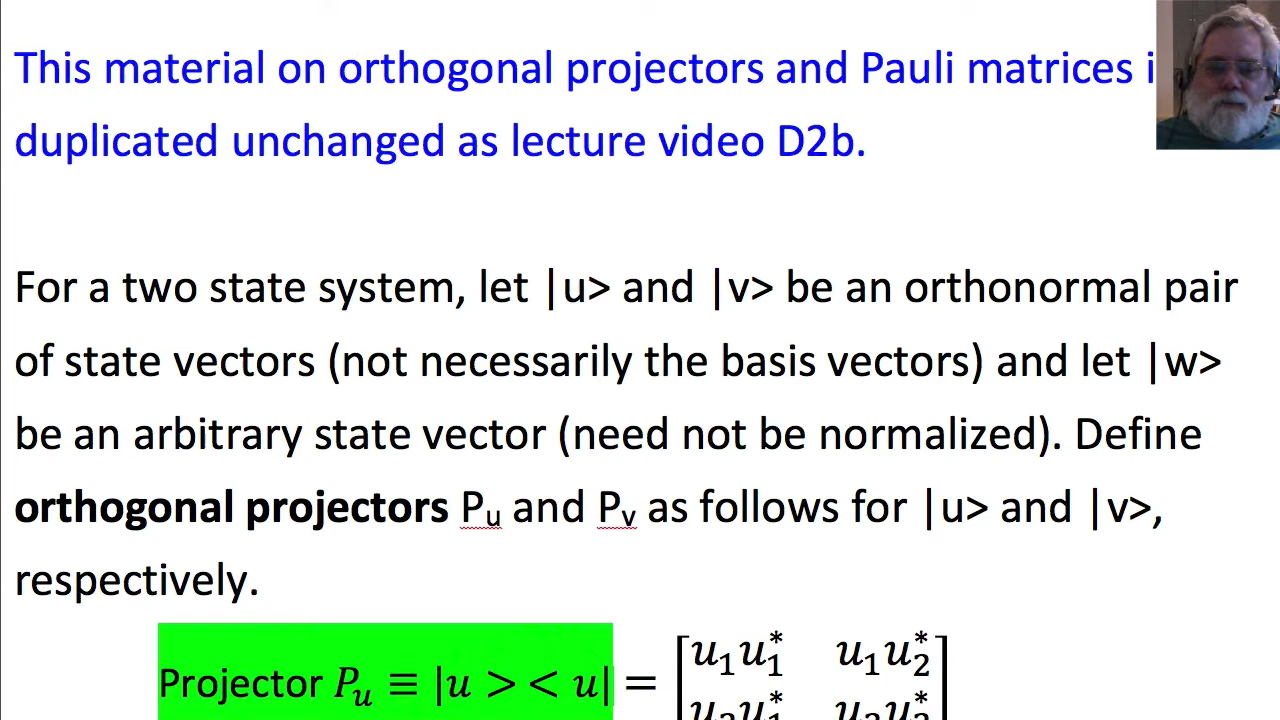 This material on orthogonal projectors and Pauli matrices i
duplicated unchanged as lecture video D2b.
For a two state system, let |u> and |v> be an orthonormal pair
of state vectors (not necessarily the basis vectors) and let |w>
be an arbitrary state vector (need not be normalized). Define
orthogonal projectors Pᵤ and Pᵥ as follows for |u> and |v>,
respectively.
Projector Pᵤ ≡ |u > < u| = [u₁u₁* u₁u₂*
u₂u₁* u₂u₂*]